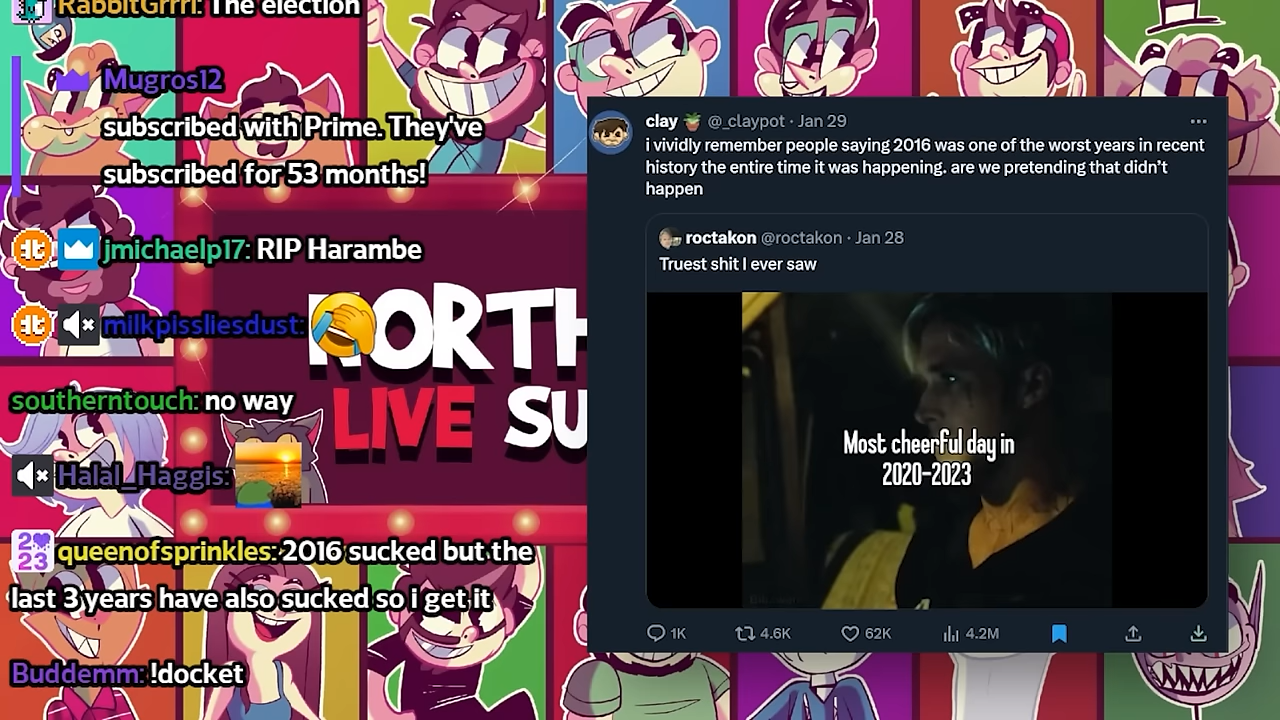 RabbitGrrrl: The election
Mugros12
subscribed with Prime. They've
subscribed for 53 months!
jmichaelp17: RIP Harambe
milkpissliesdust:
southerntouch: no way
Halal_Haggis:
2023
queenofsprinkles: 2016 sucked but the
last 3 years have also sucked so i get it
Buddemm: !docket
NORTH
LIVE SU
clay @_claypot · Jan 29
i vividly remember people saying 2016 was one of the worst years in recent
history the entire time it was happening. are we pretending that didn't
happen
roctakon @roctakon · Jan 28
Truest shit I ever saw
Most cheerful day in
2020-2023
1K 4.6K 62K 4.2M